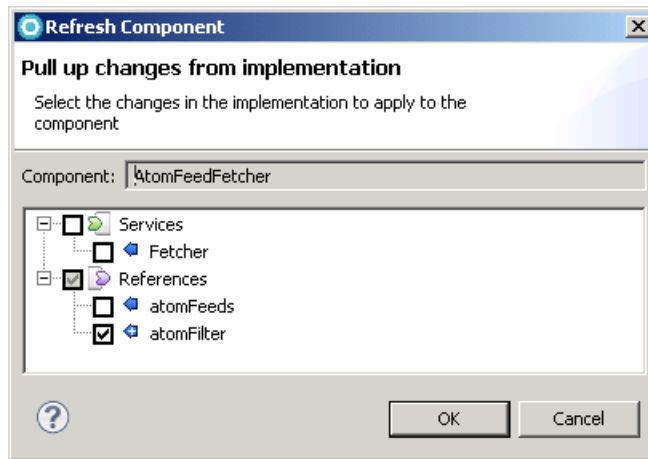 Refresh Component
Pull up changes from implementation
Select the changes in the implementation to apply to the
component
Component: AtomFeedFetcher
Services
Fetcher
References
atomFeeds
atomFilter
?
OK Cancel